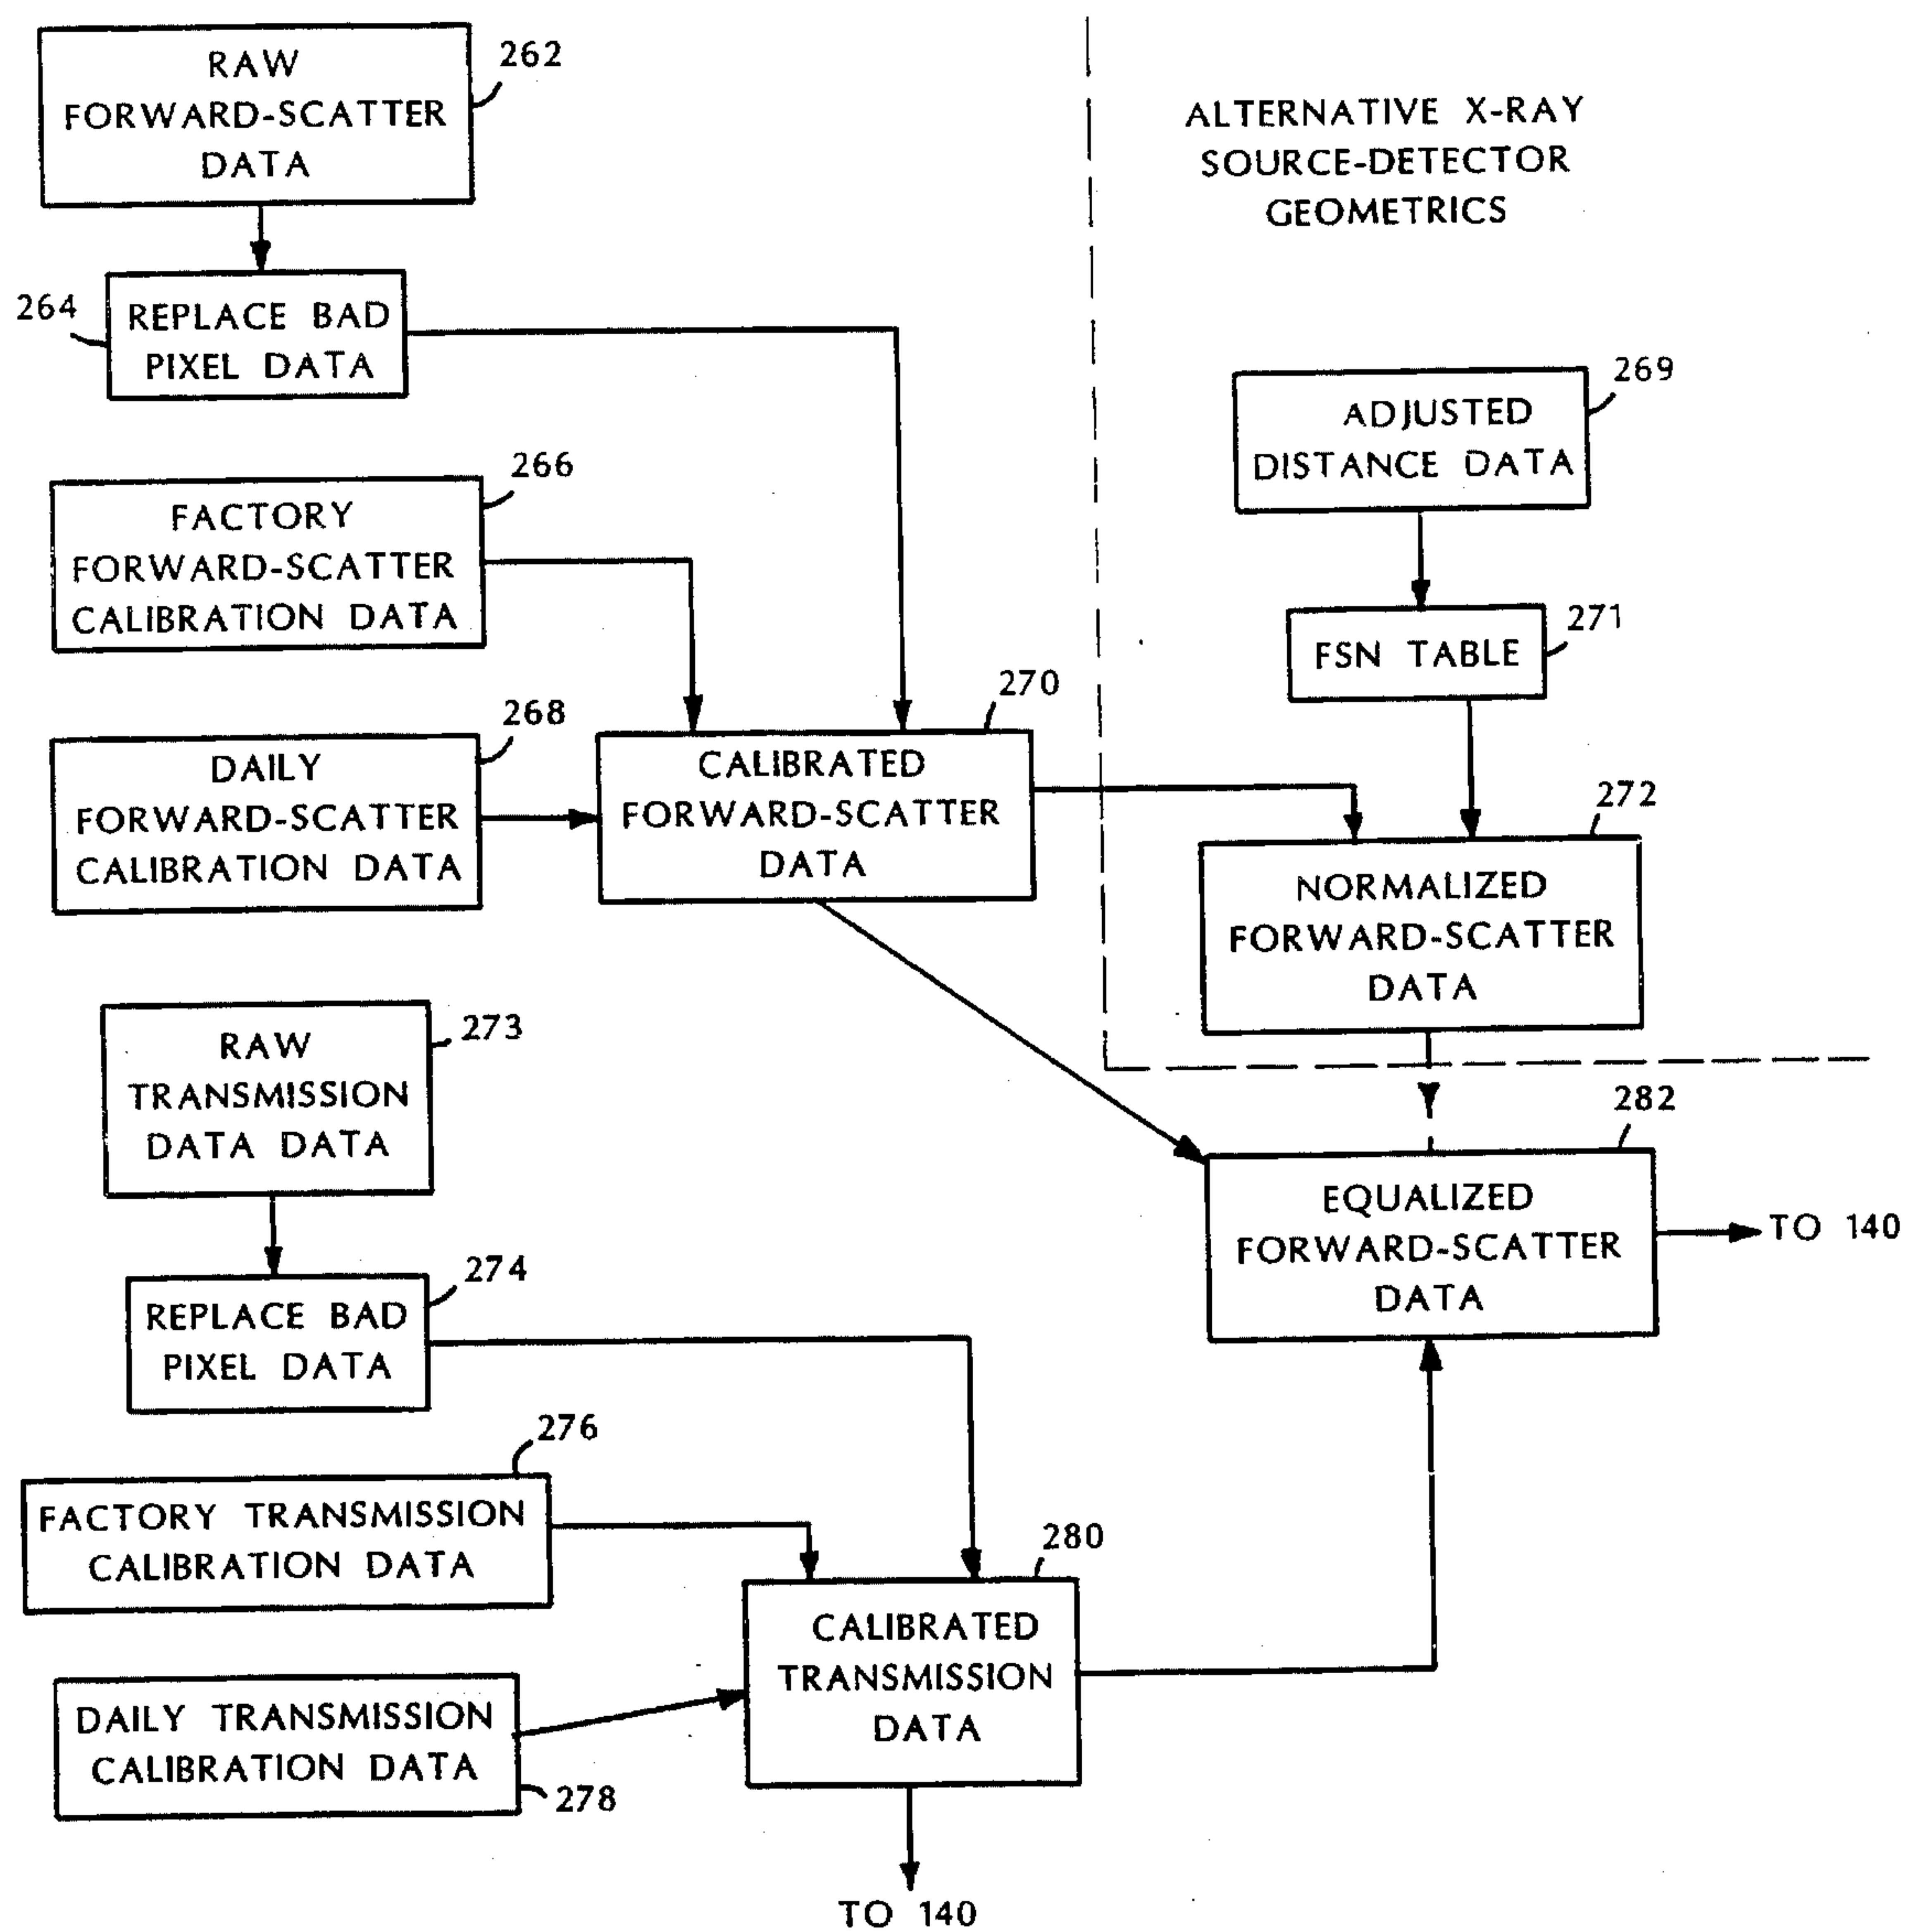 RAW
FORWARD-SCATTER
DATA
262
ALTERNATIVE X-RAY
SOURCE-DETECTOR
GEOMETRICS
264
REPLACE BAD
PIXEL DATA
269
ADJUSTED
DISTANCE DATA
266
FACTORY
FORWARD-SCATTER
CALIBRATION DATA
271
FSN TABLE
268
DAILY
FORWARD-SCATTER
CALIBRATION DATA
270
CALIBRATED
FORWARD-SCATTER
DATA
272
NORMALIZED
FORWARD-SCATTER
DATA
273
RAW
TRANSMISSION
DATA DATA
282
EQUALIZED
FORWARD-SCATTER
DATA
TO 140
274
REPLACE BAD
PIXEL DATA
276
FACTORY TRANSMISSION
CALIBRATION DATA
280
CALIBRATED
TRANSMISSION
DATA
DAILY TRANSMISSION
CALIBRATION DATA
278
TO 140